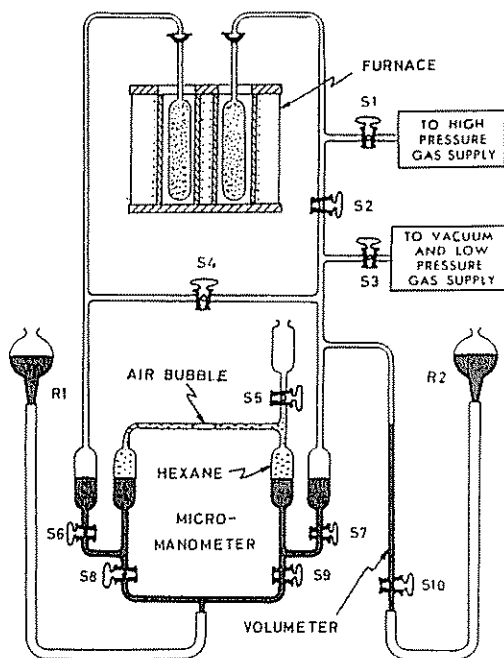 FURNACE
S1
TO HIGH
PRESSURE
GAS SUPPLY
S2
S4
S3
TO VACUUM
AND LOW
PRESSURE
GAS SUPPLY
R1
R2
AIR BUBBLE
S5
HEXANE
MICRO-
MANOMETER
S6
S7
S8
S9
S10
VOLUMETER